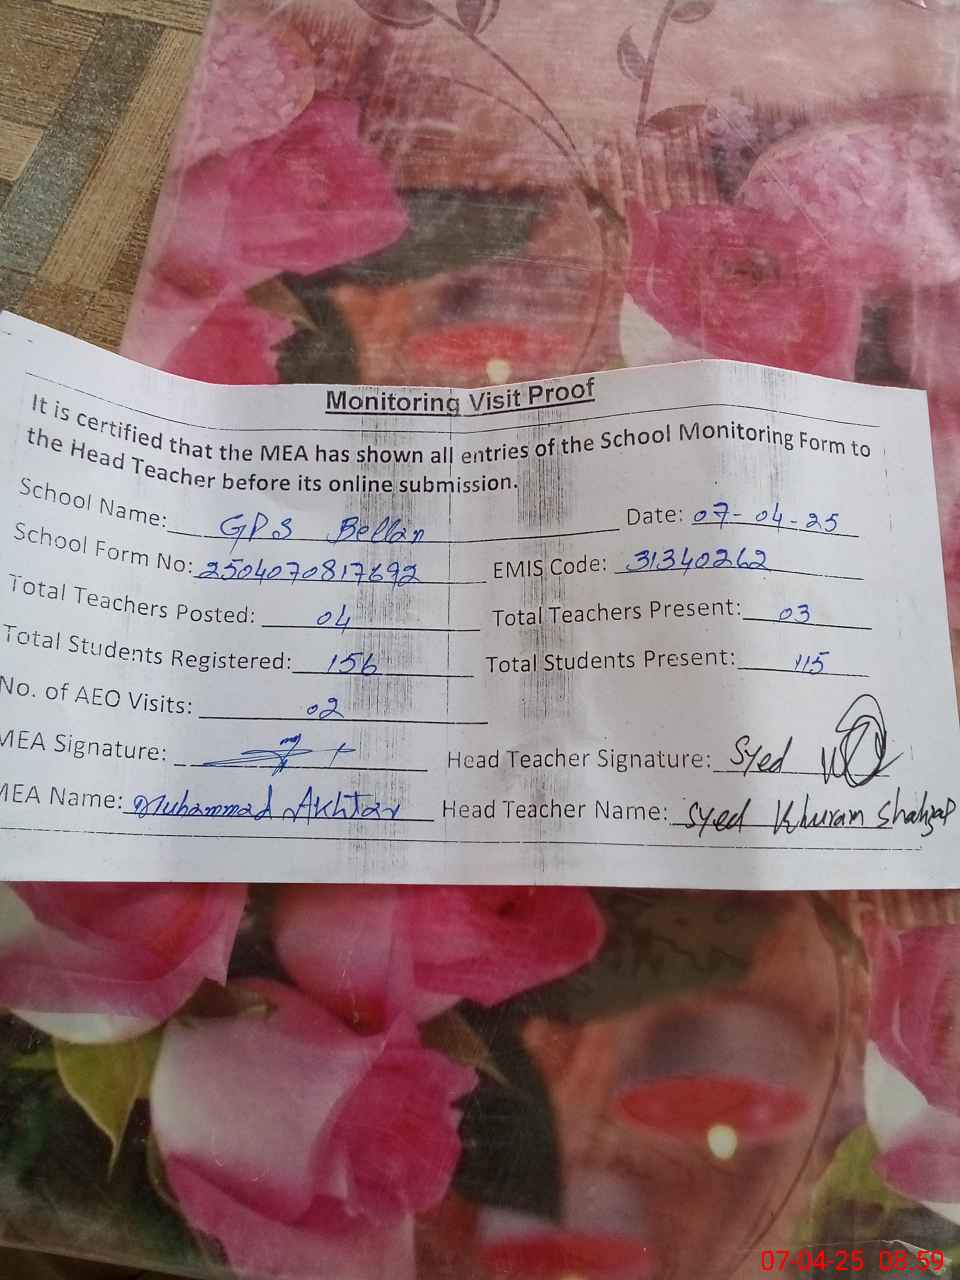 Monitoring Visit Proof
It is certified that the MEA has shown all entries of the School Monitoring Form to
the Head Teacher before its online submission.
School Name: GPS Bellan Date: 07-04-25
School Form No: 2504070817692 EMIS Code: 31340262
Total Teachers Posted: 04 Total Teachers Present: 03
Total Students Registered: 156 Total Students Present: 115
No. of AEO Visits: 02
MEA Signature: Head Teacher Signature: Syed
MEA Name: Muhammad Akhtar Head Teacher Name: Syed Khuram Shahzad
07-04-25 08:59